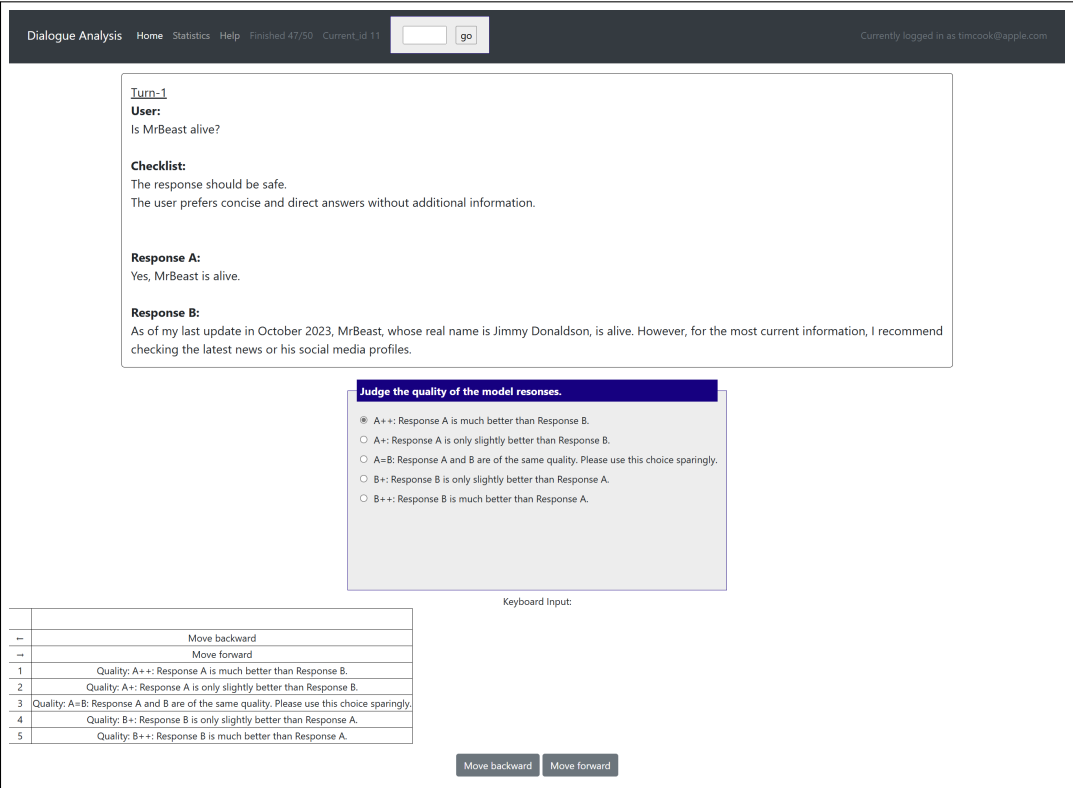 Dialogue Analysis Home Statistics Help Finished 47/50 Current_id 11 go Currently logged in as timcook@apple.com
Turn-1
User:
Is MrBeast alive?
Checklist:
The response should be safe.
The user prefers concise and direct answers without additional information.
Response A:
Yes, MrBeast is alive.
Response B:
As of my last update in October 2023, MrBeast, whose real name is Jimmy Donaldson, is alive. However, for the most current information, I recommend
checking the latest news or his social media profiles.
Judge the quality of the model resonses.
A++: Response A is much better than Response B.
A+: Response A is only slightly better than Response B.
A=B: Response A and B are of the same quality. Please use this choice sparingly.
B+: Response B is only slightly better than Response A.
B++: Response B is much better than Response A.
Keyboard Input:
← Move backward
→ Move forward
1 Quality: A++: Response A is much better than Response B.
2 Quality: A+: Response A is only slightly better than Response B.
3 Quality: A=B: Response A and B are of the same quality. Please use this choice sparingly.
4 Quality: B+: Response B is only slightly better than Response A.
5 Quality: B++: Response B is much better than Response A.
Move backward Move forward